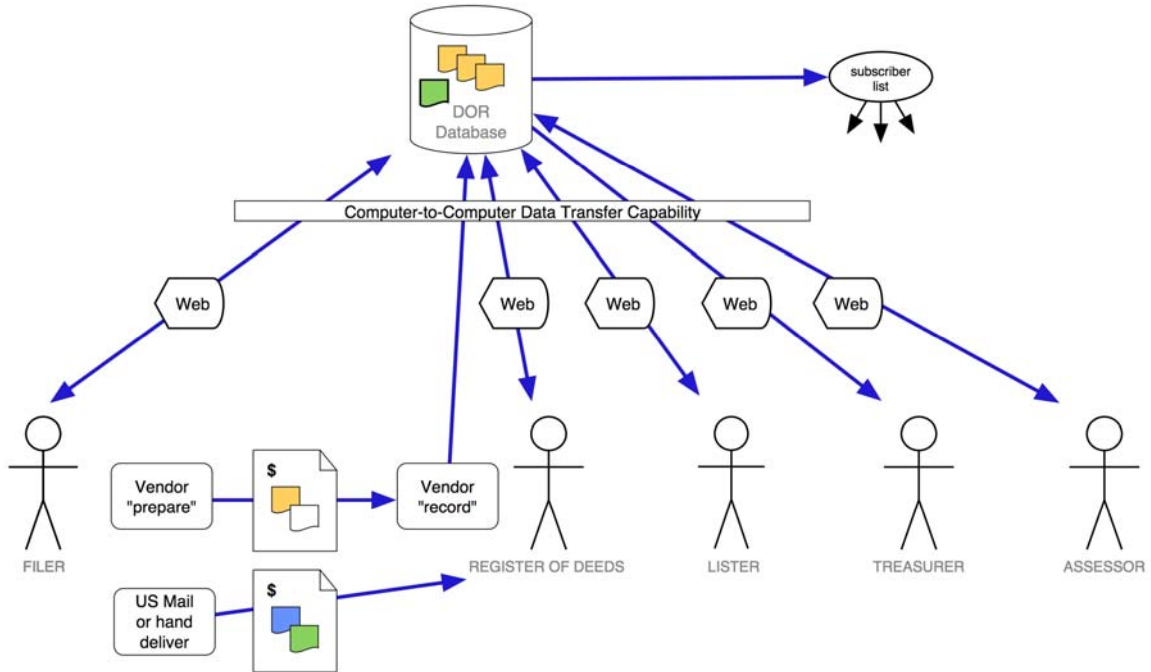 DOR
Database
subscriber
list
Computer-to-Computer Data Transfer Capability
Web
Web
Web
Web
Web
Vendor
"prepare"
$
Vendor
"record"
FILER
REGISTER OF DEEDS
LISTER
TREASURER
ASSESSOR
US Mail
or hand
deliver
$